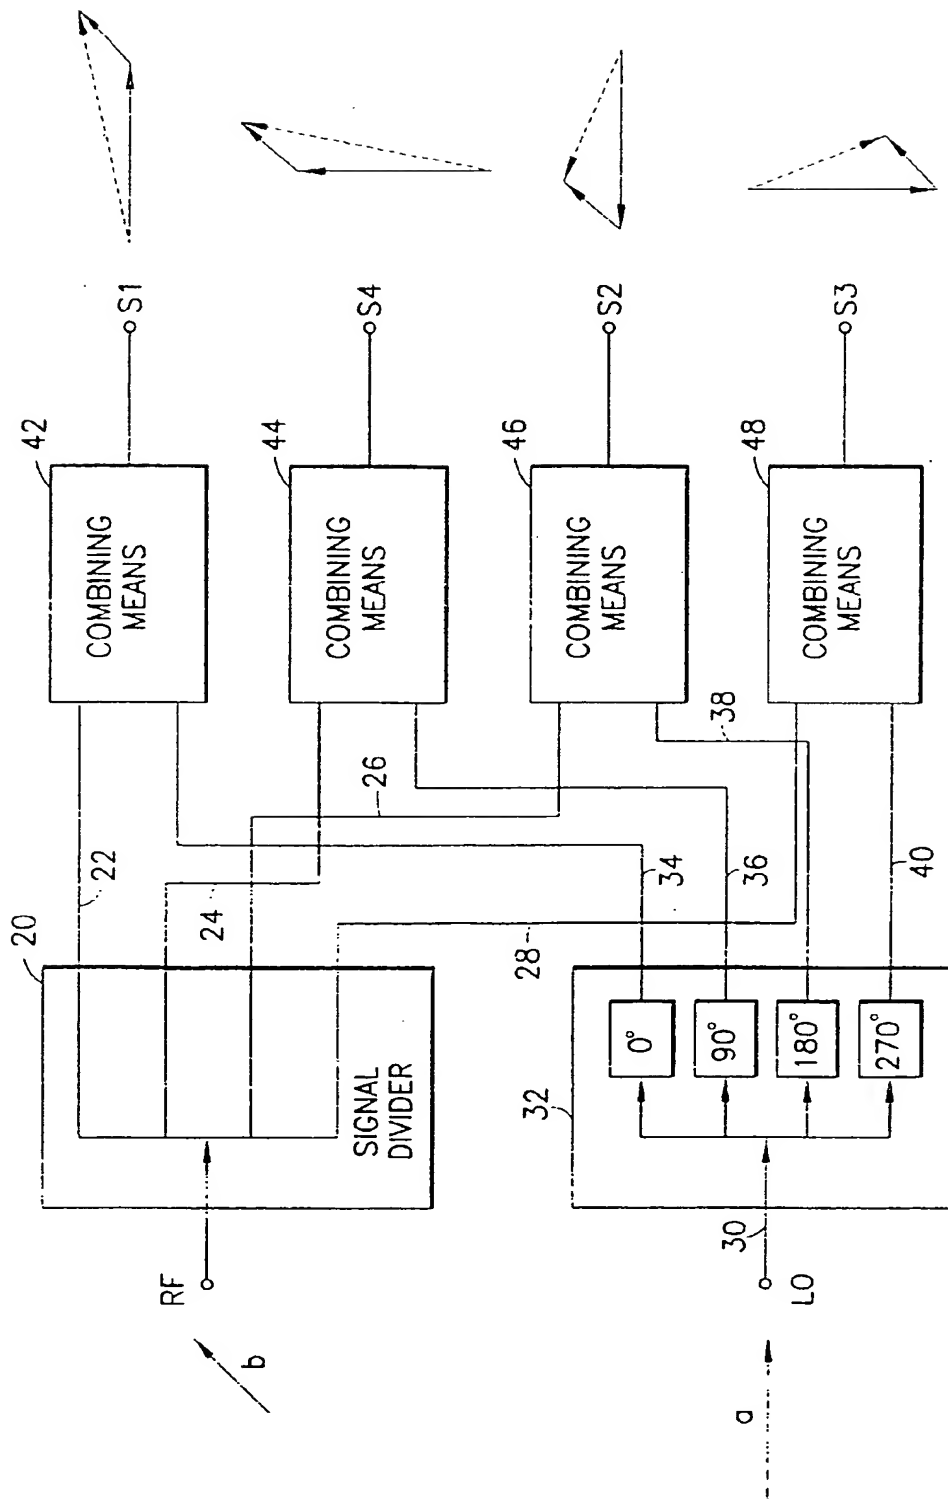 42
COMBINING
MEANS
S1
44
COMBINING
MEANS
S4
46
COMBINING
MEANS
S2
48
COMBINING
MEANS
S3
20
22
24
26
28
SIGNAL
DIVIDER
RF
b
32
0°
90°
180°
270°
34
36
38
40
30
LO
a